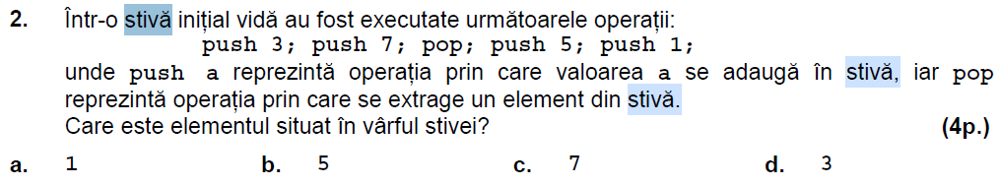 2. Într-o stivă inițial vidă au fost executate următoarele operații:
push 3; push 7; pop; push 5; push 1;
unde push a reprezintă operația prin care valoarea a se adaugă în stivă, iar pop
reprezintă operația prin care se extrage un element din stivă.
Care este elementul situat în vârful stivei? (4p.)
a. 1 b. 5 c. 7 d. 3